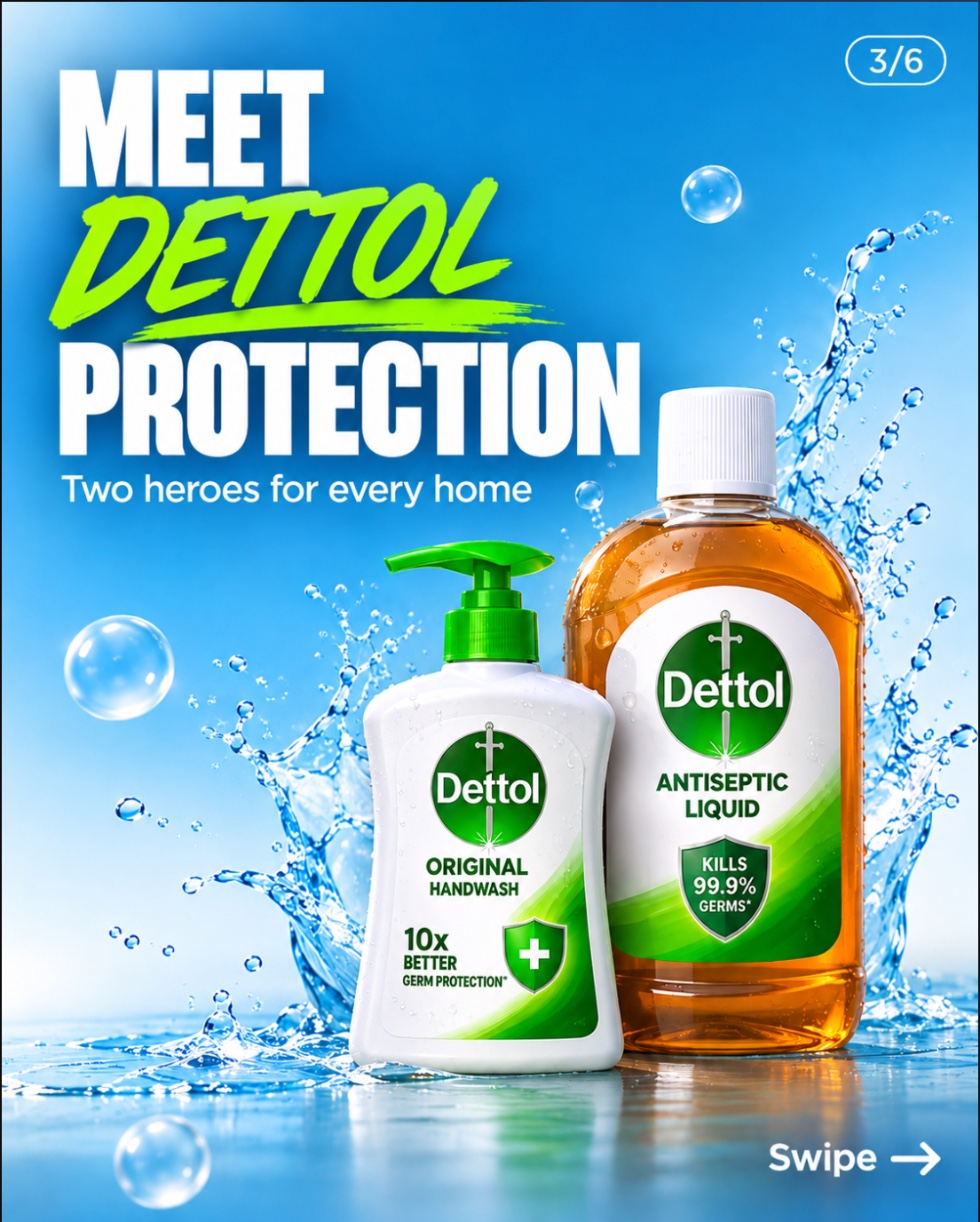 3/6
MEET
DETTOL
PROTECTION
Two heroes for every home
Dettol
ORIGINAL
HANDWASH
10x
BETTER
GERM PROTECTION*
Dettol
ANTISEPTIC
LIQUID
KILLS
99.9%
GERMS*
Swipe →